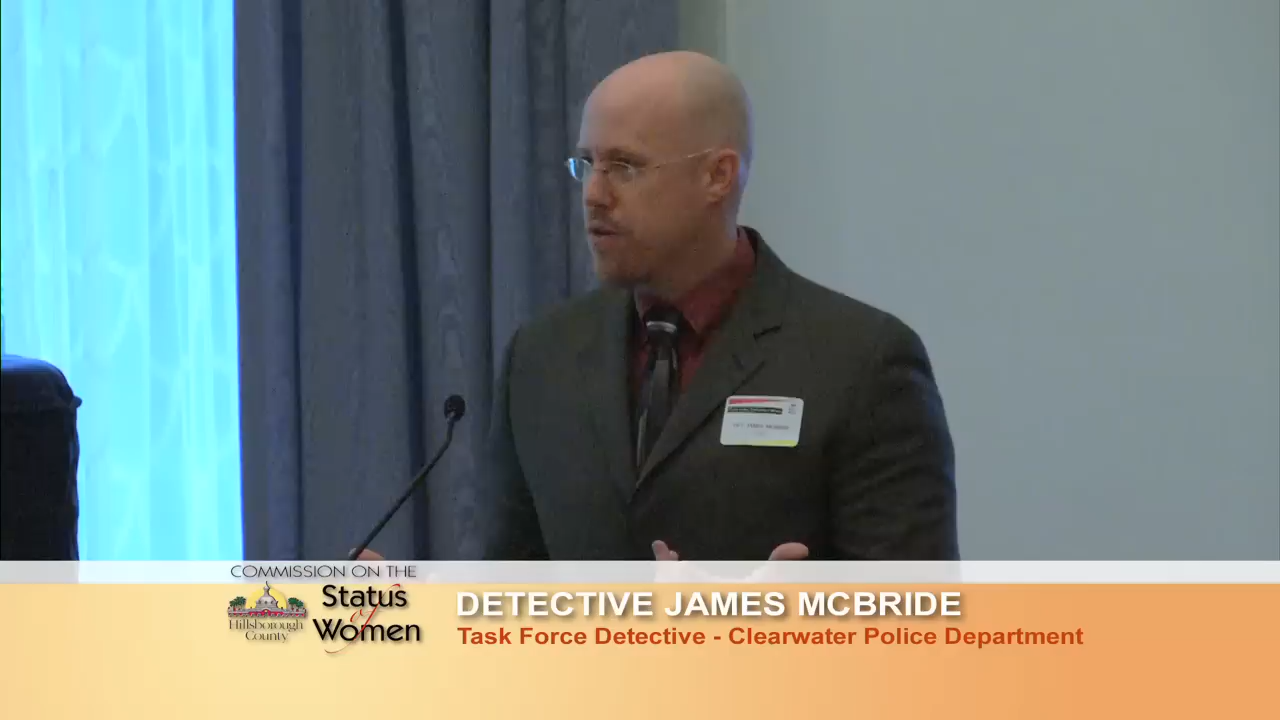 COMMISSION ON THE
Status
of
Women
Hillsborough
County
DETECTIVE JAMES MCBRIDE
Task Force Detective - Clearwater Police Department